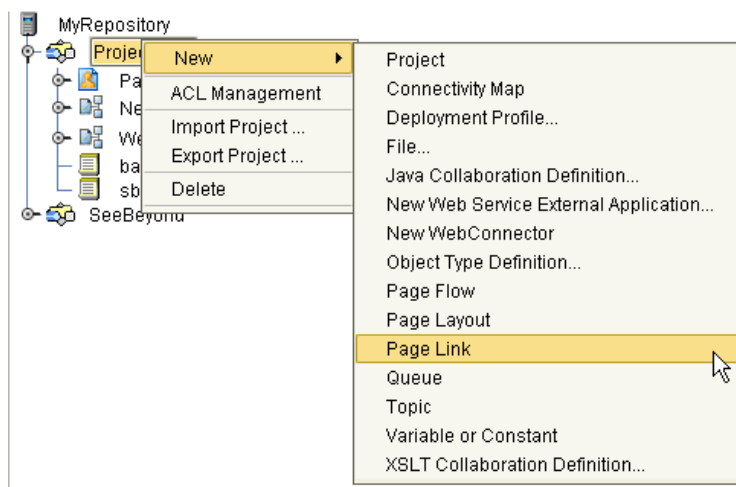 MyRepository
New
ACL Management
Import Project ...
Export Project ...
Delete
SeeBeyond
Project
Connectivity Map
Deployment Profile...
File...
Java Collaboration Definition...
New Web Service External Application...
New WebConnector
Object Type Definition...
Page Flow
Page Layout
Page Link
Queue
Topic
Variable or Constant
XSLT Collaboration Definition...